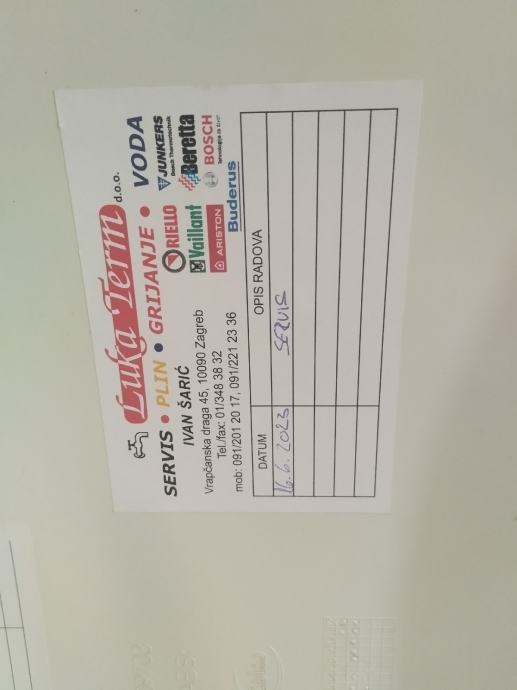 Luka Term d.o.o.
SERVIS • PLIN • GRIJANJE • VODA
IVAN ŠARIĆ
Vrapčanska draga 45, 10090 Zagreb
Tel./fax: 01/348 38 32
mob: 091/201 20 17, 091/221 23 36
RIELLO
JUNKERS
Bosch Thermotechnik
Vaillant
Beretta
ARISTON
BOSCH
Buderus
DATUM OPIS RADOVA
16.6.2023 SERVIS